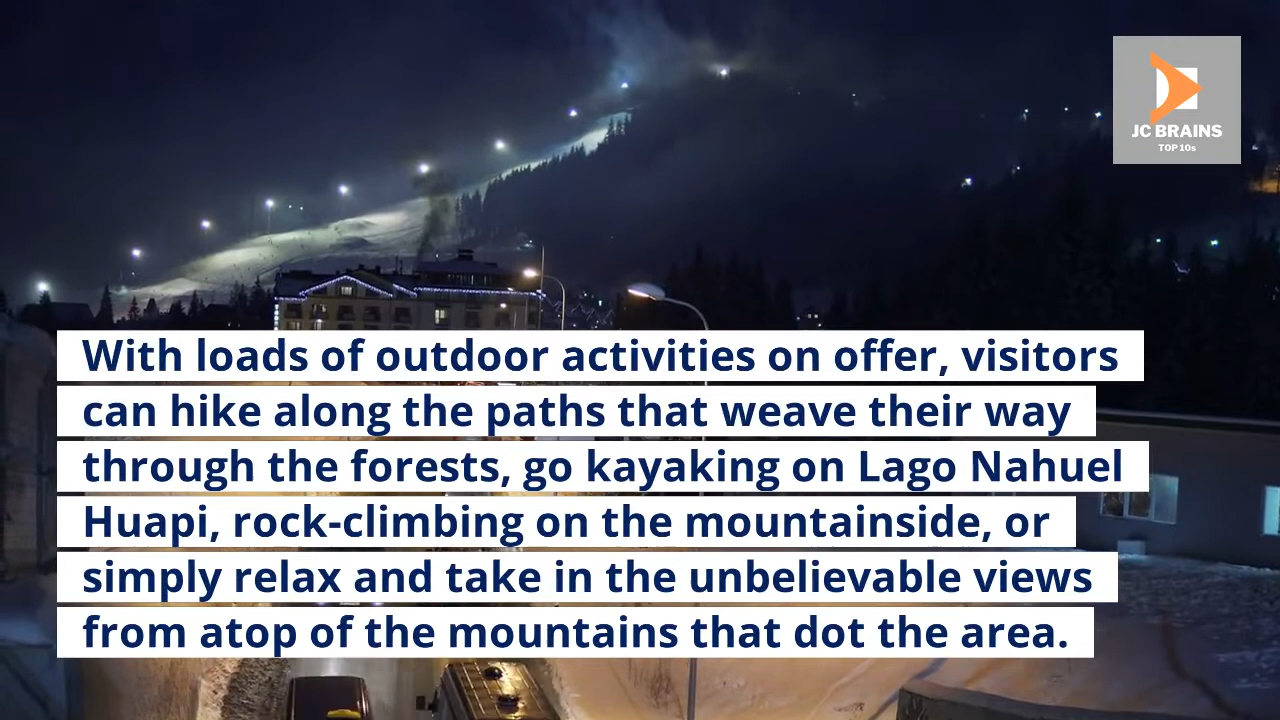 JC BRAINS
TOP 10s
With loads of outdoor activities on offer, visitors
can hike along the paths that weave their way
through the forests, go kayaking on Lago Nahuel
Huapi, rock-climbing on the mountainside, or
simply relax and take in the unbelievable views
from atop of the mountains that dot the area.